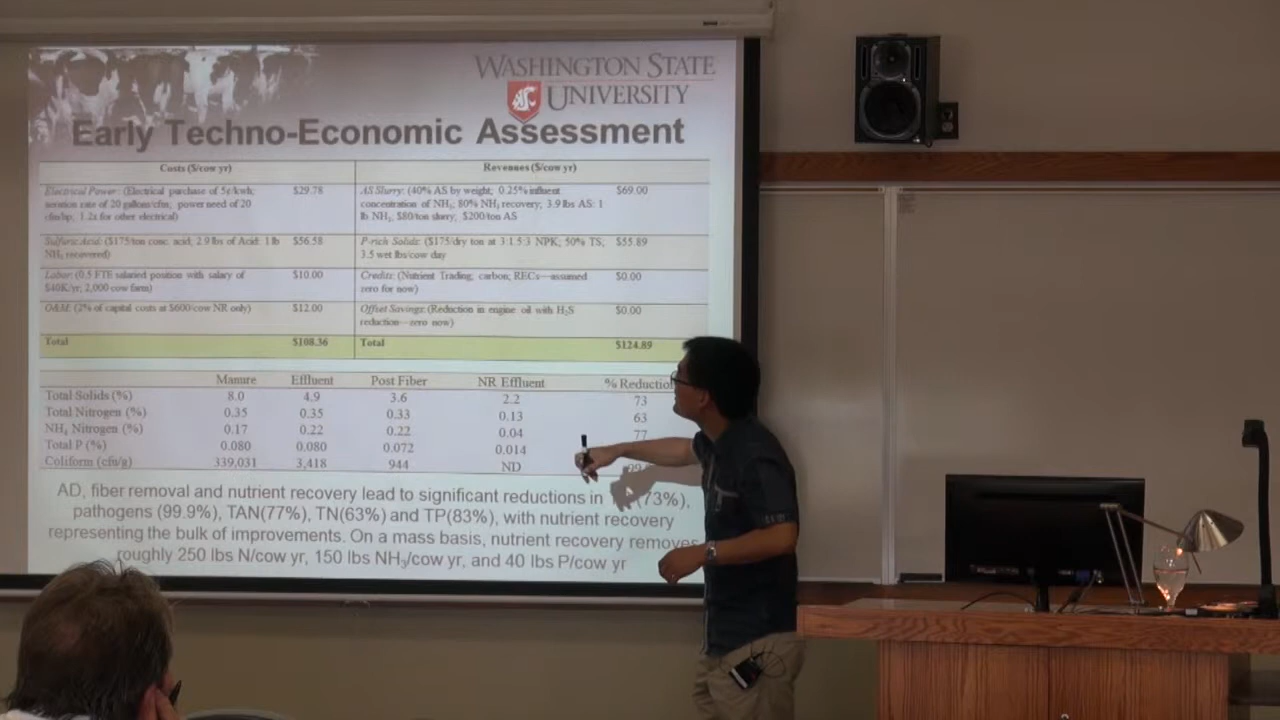 WASHINGTON STATE
UNIVERSITY
Early Techno-Economic Assessment
Costs ($/cow yr) Revenues ($/cow yr)
Electrical Power: (Electrical purchase of 5¢/kwh; $29.78 AS Slurry: (40% AS by weight; 0.25% influent $69.00
aeration rate of 20 gallon/cfm; power need of 20 concentration of NH3; 80% NH3 recovery; 3.9 lbs AS: 1
cfm/hp, 1.2x for other electrical) lb NH3, $80/ton slurry; $200/ton AS
Sulfuric Acid: ($175/ton conc. acid; 2.9 lbs of Acid: 1 lb $56.58 P-rich Solids: ($175/dry ton at 3:1.5:3 NPK; 50% TS; $55.89
NH3 recovered) 3.5 wet lbs/cow day
Labor: (0.5 FTE salaried position with salary of $10.00 Credits: (Nutrient Trading; carbon; RECs—assumed $0.00
$40K/yr; 2,000 cow farm) zero for now)
O&M: (2% of capital costs at $600/cow NR only) $12.00 Offset Savings: (Reduction in engine oil with H2S $0.00
reduction—zero now)
Total $108.36 Total $124.89
Manure Effluent Post Fiber NR Effluent % Reduction
Total Solids (%) 8.0 4.9 3.6 2.2 73
Total Nitrogen (%) 0.35 0.35 0.33 0.13 63
NH3 Nitrogen (%) 0.17 0.22 0.22 0.04 77
Total P (%) 0.080 0.080 0.072 0.014
Coliform (cfu/g) 339,031 3,418 944 ND
AD, fiber removal and nutrient recovery lead to significant reductions in (73%),
pathogens (99.9%), TAN(77%), TN(63%) and TP(83%), with nutrient recovery
representing the bulk of improvements. On a mass basis, nutrient recovery removes
roughly 250 lbs N/cow yr, 150 lbs NH3/cow yr, and 40 lbs P/cow yr